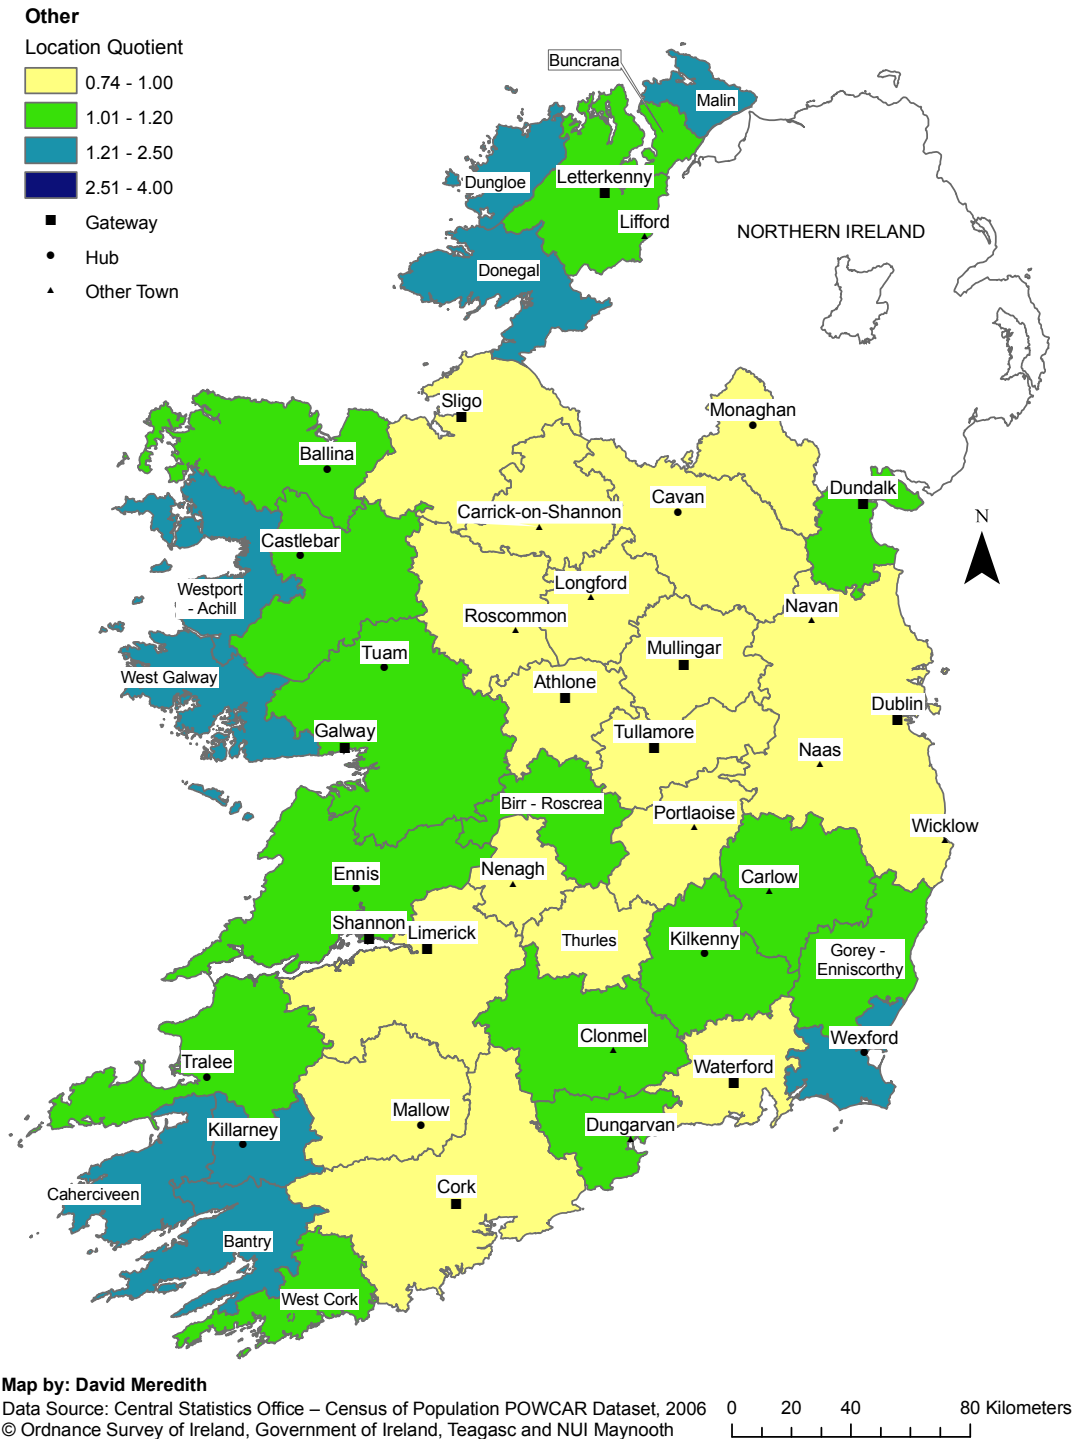 Other
Location Quotient
0.74 - 1.00
1.01 - 1.20
1.21 - 2.50
2.51 - 4.00
Gateway
Hub
Other Town
Buncrana
Malin
Dungloe
Letterkenny
Lifford
NORTHERN IRELAND
Donegal
Sligo
Monaghan
Ballina
Cavan
Dundalk
Carrick-on-Shannon
N
Castlebar
Longford
Westport
- Achill
Navan
Roscommon
Tuam
Mullingar
West Galway
Athlone
Dublin
Galway
Tullamore
Naas
Birr - Roscrea
Portlaoise
Wicklow
Ennis
Nenagh
Carlow
Shannon
Limerick
Thurles
Kilkenny
Gorey -
Enniscorthy
Clonmel
Wexford
Tralee
Waterford
Mallow
Killarney
Dungarvan
Caherciveen
Cork
Bantry
West Cork
Map by: David Meredith
Data Source: Central Statistics Office – Census of Population POWCAR Dataset, 2006
© Ordnance Survey of Ireland, Government of Ireland, Teagasc and NUI Maynooth
0 20 40 80 Kilometers